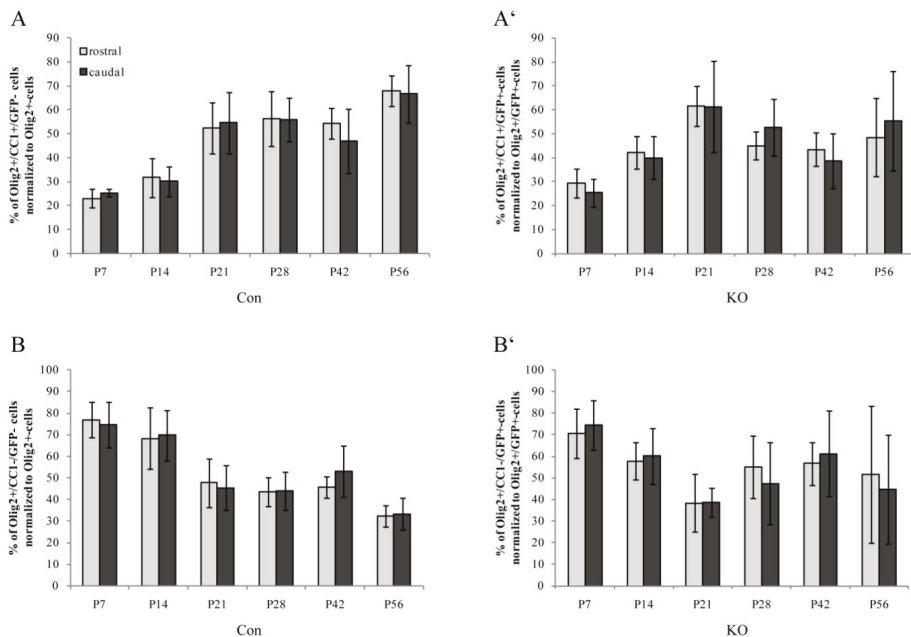 A
% of Olig2+/CC1+/GFP- cells
normalized to Olig2+-cells
90
80
70
60
50
40
30
20
10
0
rostral
caudal
P7 P14 P21 P28 P42 P56
Con
A‘
% of Olig2+/CC1+/GFP+-cells
normalized to Olig2+/GFP+-cells
90
80
70
60
50
40
30
20
10
0
P7 P14 P21 P28 P42 P56
KO
B
% of Olig2+/CC1-/GFP- cells
normalized to Olig2+-cells
100
90
80
70
60
50
40
30
20
10
0
P7 P14 P21 P28 P42 P56
Con
B‘
% of Olig2+/CC1-/GFP+-cells
normalized to Olig2+/GFP+-cells
100
90
80
70
60
50
40
30
20
10
0
P7 P14 P21 P28 P42 P56
KO